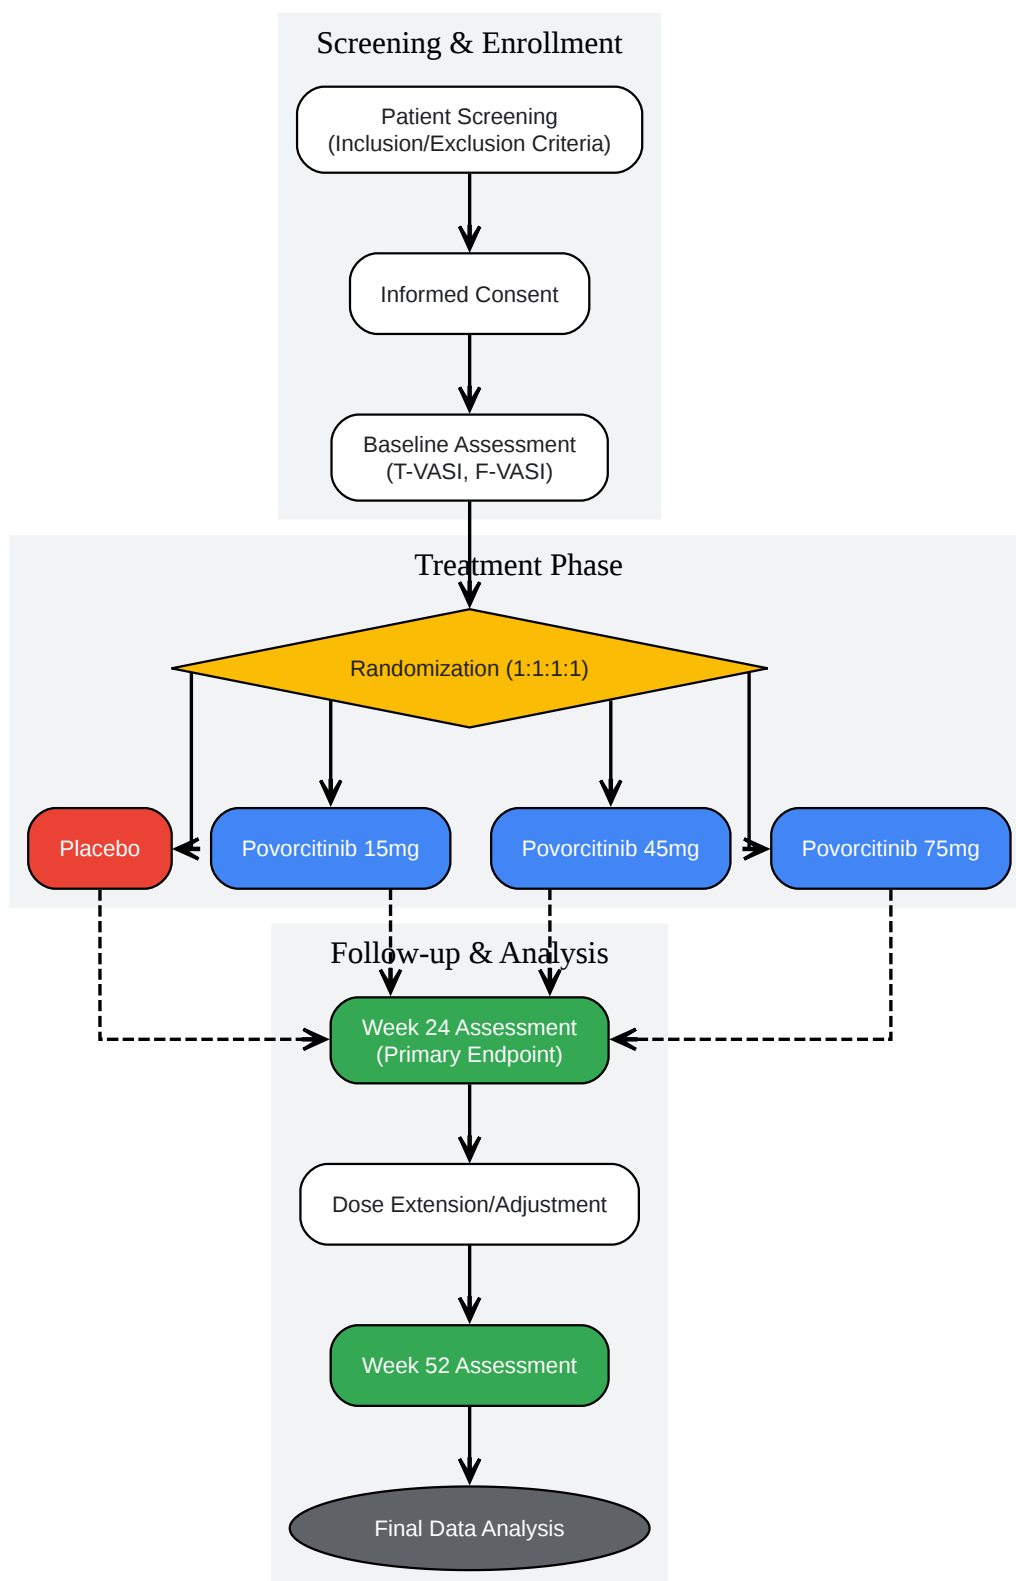 Screening & Enrollment
Patient Screening
(Inclusion/Exclusion Criteria)
Informed Consent
Baseline Assessment
(T-VASI, F-VASI)
Treatment Phase
Randomization (1:1:1:1)
Placebo
Povorcitinib 15mg
Povorcitinib 45mg
Povorcitinib 75mg
Follow-up & Analysis
Week 24 Assessment
(Primary Endpoint)
Dose Extension/Adjustment
Week 52 Assessment
Final Data Analysis